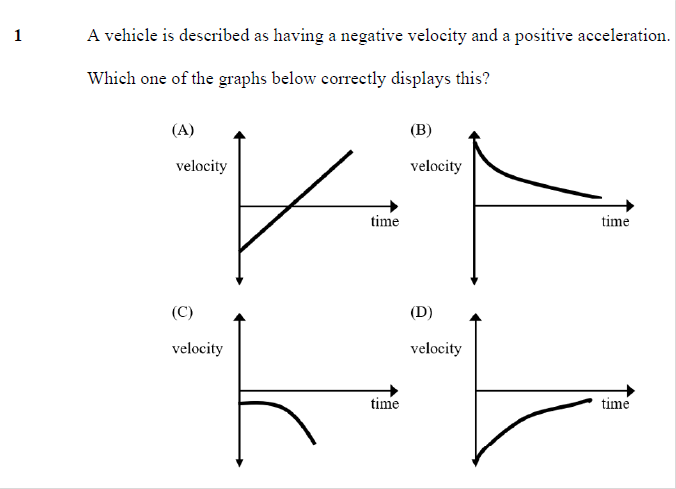 1 A vehicle is described as having a negative velocity and a positive acceleration.
Which one of the graphs below correctly displays this?
(A) (B)
velocity velocity
time time
(C) (D)
velocity velocity
time time